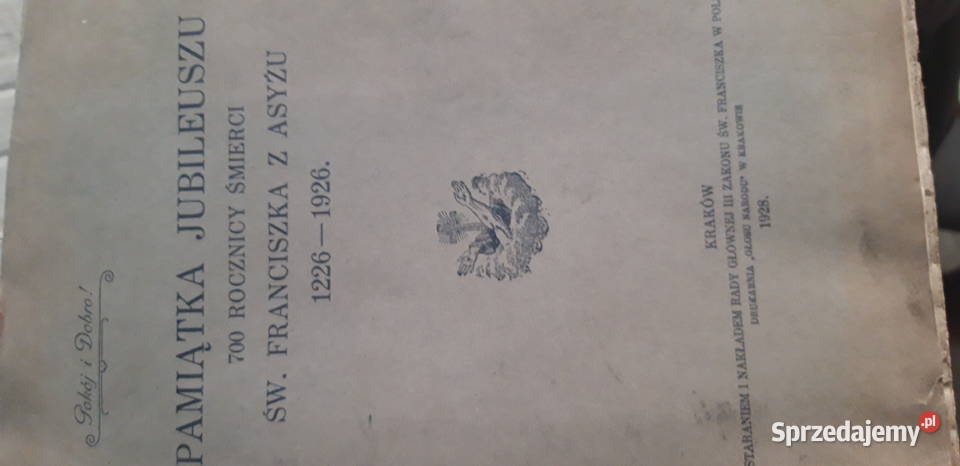 Pokój i Dobro!
PAMIĄTKA JUBILEUSZU
700 ROCZNICY ŚMIERCI
ŚW. FRANCISZKA Z ASYŻU
1226—1926.
KRAKÓW
STARANIEM I NAKŁADEM RADY GŁÓWNEJ III ZAKONU ŚW. FRANCISZKA W POL
DRUKARNIA „GŁOSU NARODU" W KRAKOWIE
1928.
Sprzedajemy.pl